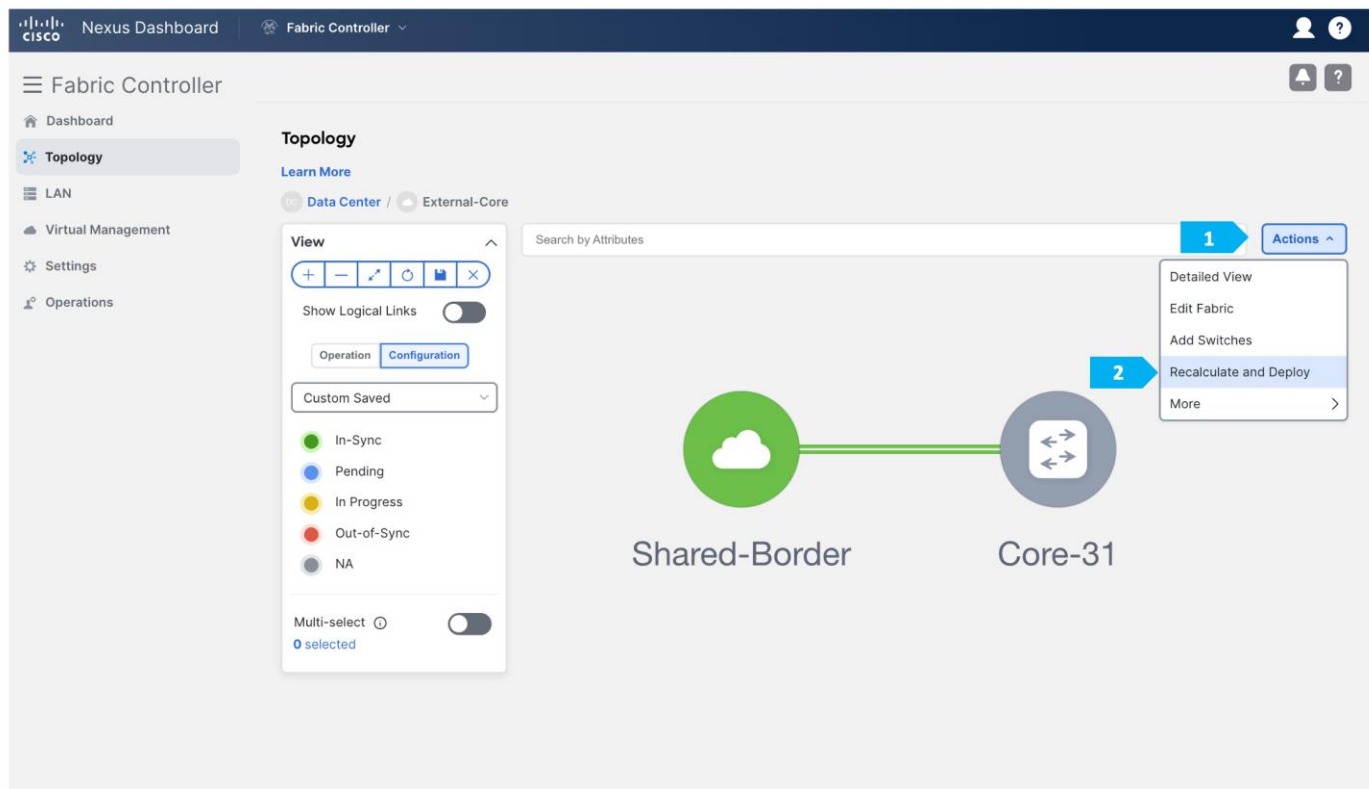 CISCO Nexus Dashboard Fabric Controller ?
Fabric Controller ?
Dashboard
Topology
LAN
Virtual Management
Settings
Operations
Topology
Learn More
DC Data Center / External-Core
View
Show Logical Links
Operation Configuration
Custom Saved
In-Sync
Pending
In Progress
Out-of-Sync
NA
Multi-select
0 selected
Search by Attributes
1 Actions
Detailed View
Edit Fabric
Add Switches
2 Recalculate and Deploy
More
Shared-Border Core-31